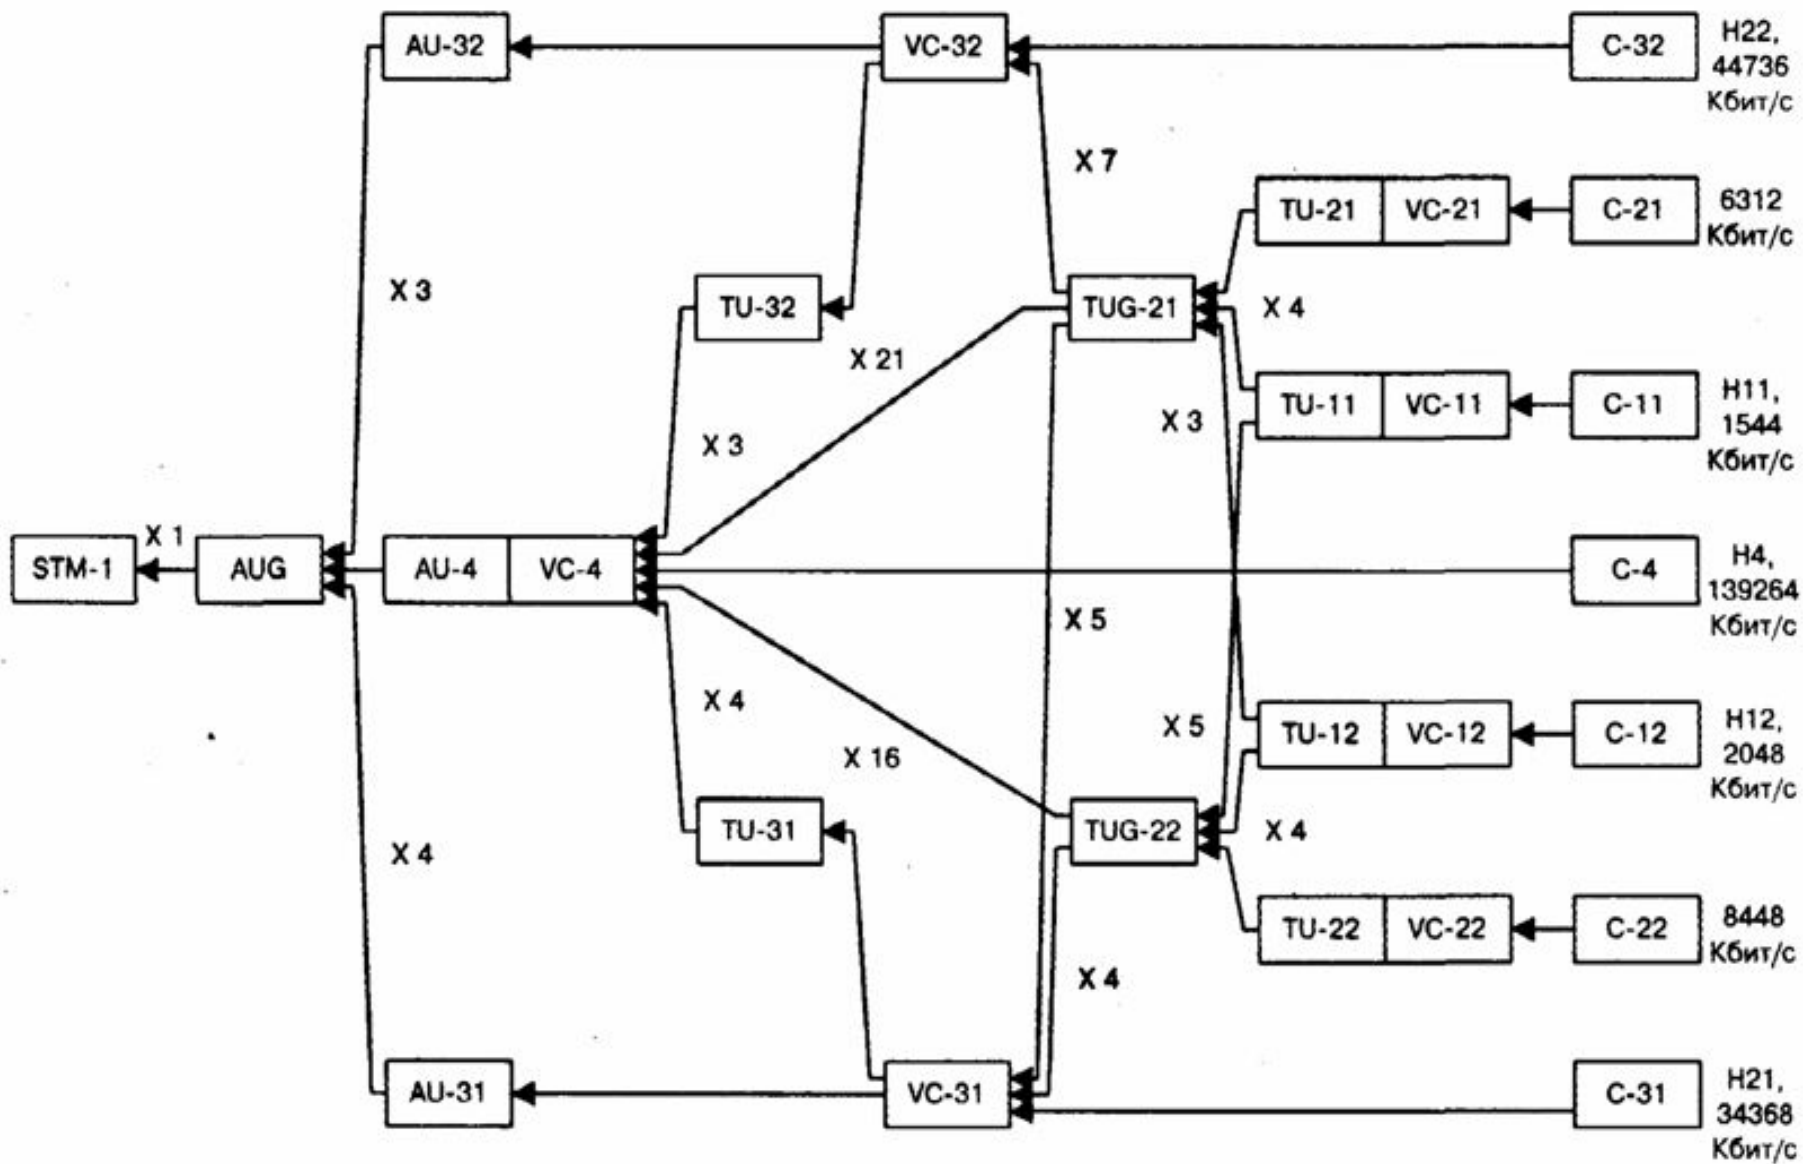 AU-32
VC-32
C-32
H22,
44736
Кбит/с
X 7
TU-21
VC-21
C-21
6312
Кбит/с
X 3
TU-32
TUG-21
X 4
X 21
TU-11
VC-11
C-11
H11,
1544
Кбит/с
X 3
X 3
STM-1
X 1
AUG
AU-4
VC-4
C-4
H4,
139264
Кбит/с
X 5
X 4
X 5
TU-12
VC-12
C-12
H12,
2048
Кбит/с
X 16
X 4
TU-31
TUG-22
X 4
TU-22
VC-22
C-22
8448
Кбит/с
X 4
AU-31
VC-31
C-31
H21,
34368
Кбит/с